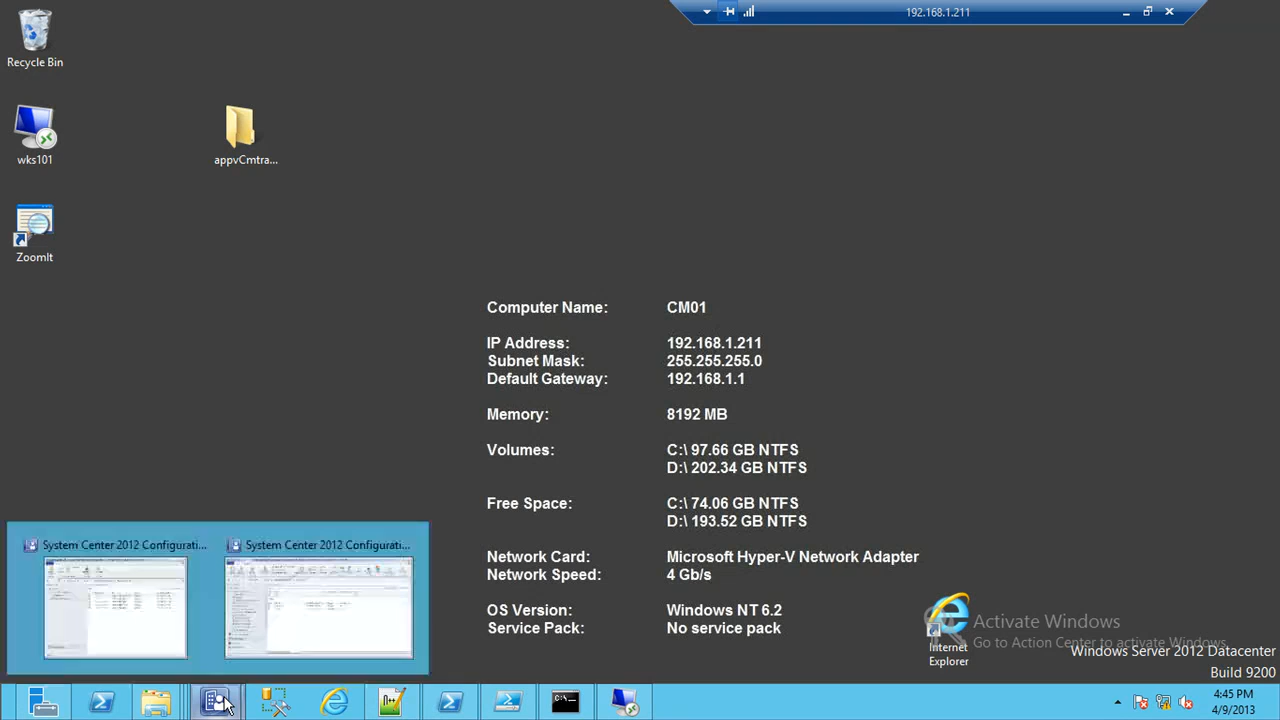 192.168.1.211
Recycle Bin
wks101
appvCmtra...
ZoomIt
Computer Name: CM01
IP Address: 192.168.1.211
Subnet Mask: 255.255.255.0
Default Gateway: 192.168.1.1
Memory: 8192 MB
Volumes: C:\ 97.66 GB NTFS
D:\ 202.34 GB NTFS
Free Space: C:\ 74.06 GB NTFS
D:\ 193.52 GB NTFS
Network Card: Microsoft Hyper-V Network Adapter
Network Speed: 4 Gb/s
OS Version: Windows NT 6.2
Service Pack: No service pack
System Center 2012 Configurati...
System Center 2012 Configurati...
Internet
Explorer
Activate Windows
Go to Action Center to activate Windows.
Windows Server 2012 Datacenter
Build 9200
4:45 PM
4/9/2013